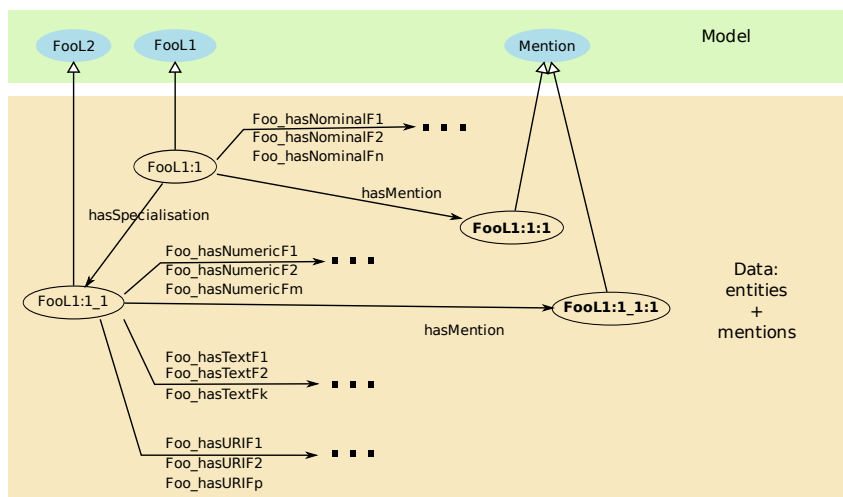 FooL2
FooL1
Mention
Model
Foo_hasNominalF1
Foo_hasNominalF2
Foo_hasNominalFn
FooL1:1
hasMention
hasSpecialisation
FooL1:1:1
Foo_hasNumericF1
Foo_hasNumericF2
Foo_hasNumericFm
FooL1:1_1
FooL1:1_1:1
Data:
entities
+
mentions
hasMention
Foo_hasTextF1
Foo_hasTextF2
Foo_hasTextFk
Foo_hasURIF1
Foo_hasURIF2
Foo_hasURIFp